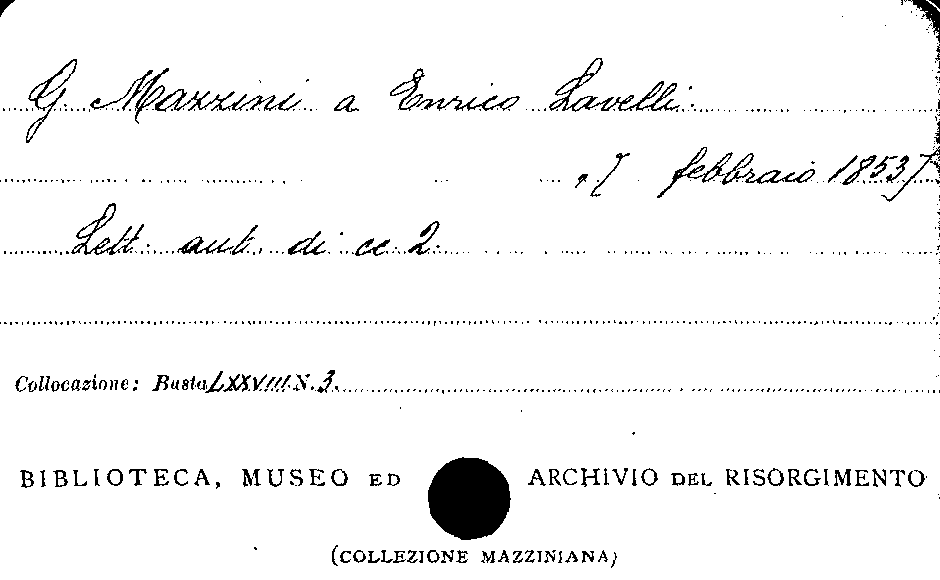 G. Mazzini a Enrico Lavelli.
, [ febbraio 1853].
Lett. aut. di cc 2.
Collocazione: Busta LXXVIII N. 3.
BIBLIOTECA, MUSEO ED ARCHIVIO DEL RISORGIMENTO
(COLLEZIONE MAZZINIANA)